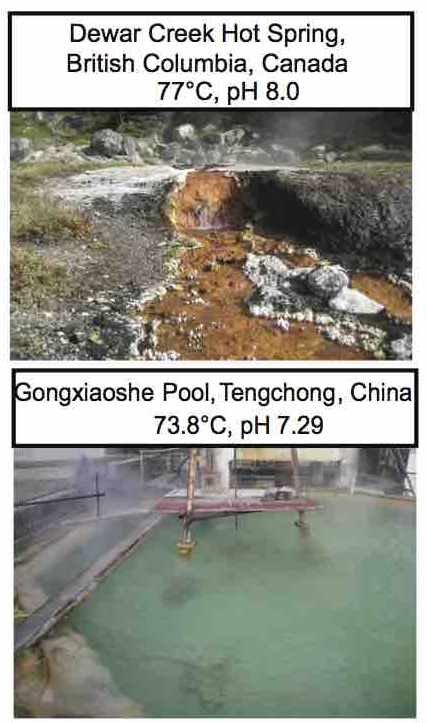 Dewar Creek Hot Spring,
British Columbia, Canada
77°C, pH 8.0
Gongxiaoshe Pool, Tengchong, China
73.8°C, pH 7.29